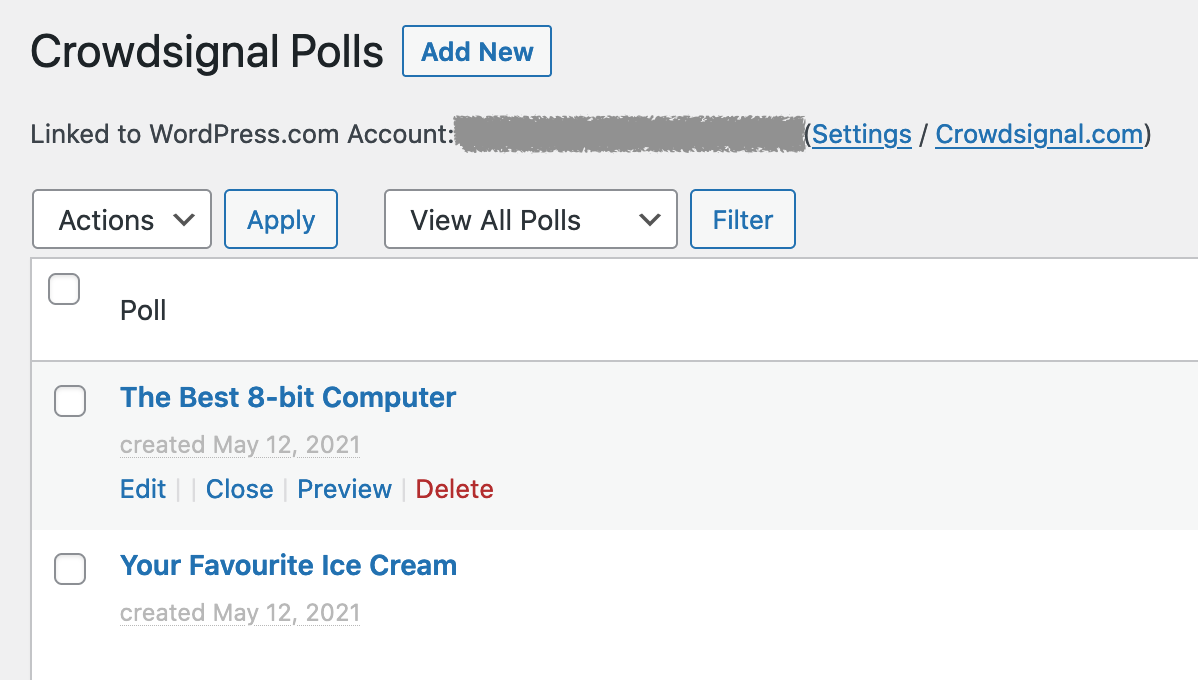 Crowdsignal Polls Add New
Linked to WordPress.com Account: (Settings / Crowdsignal.com)
Actions Apply View All Polls Filter
Poll
The Best 8-bit Computer
created May 12, 2021
Edit | | Close | Preview | Delete
Your Favourite Ice Cream
created May 12, 2021